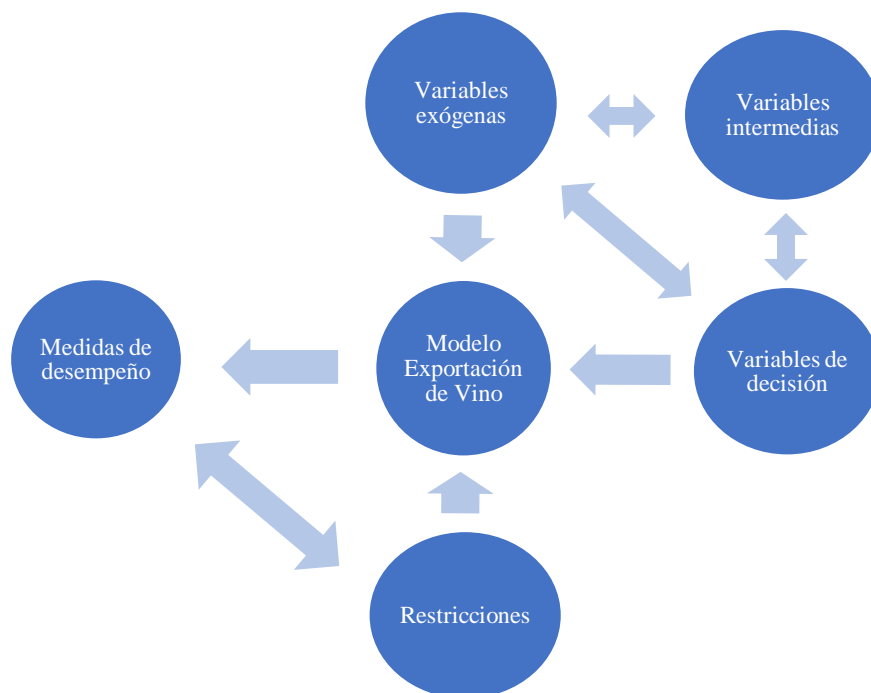 Variables
exógenas
Variables
intermedias
Medidas de
desempeño
Modelo
Exportación
de Vino
Variables de
decisión
Restricciones